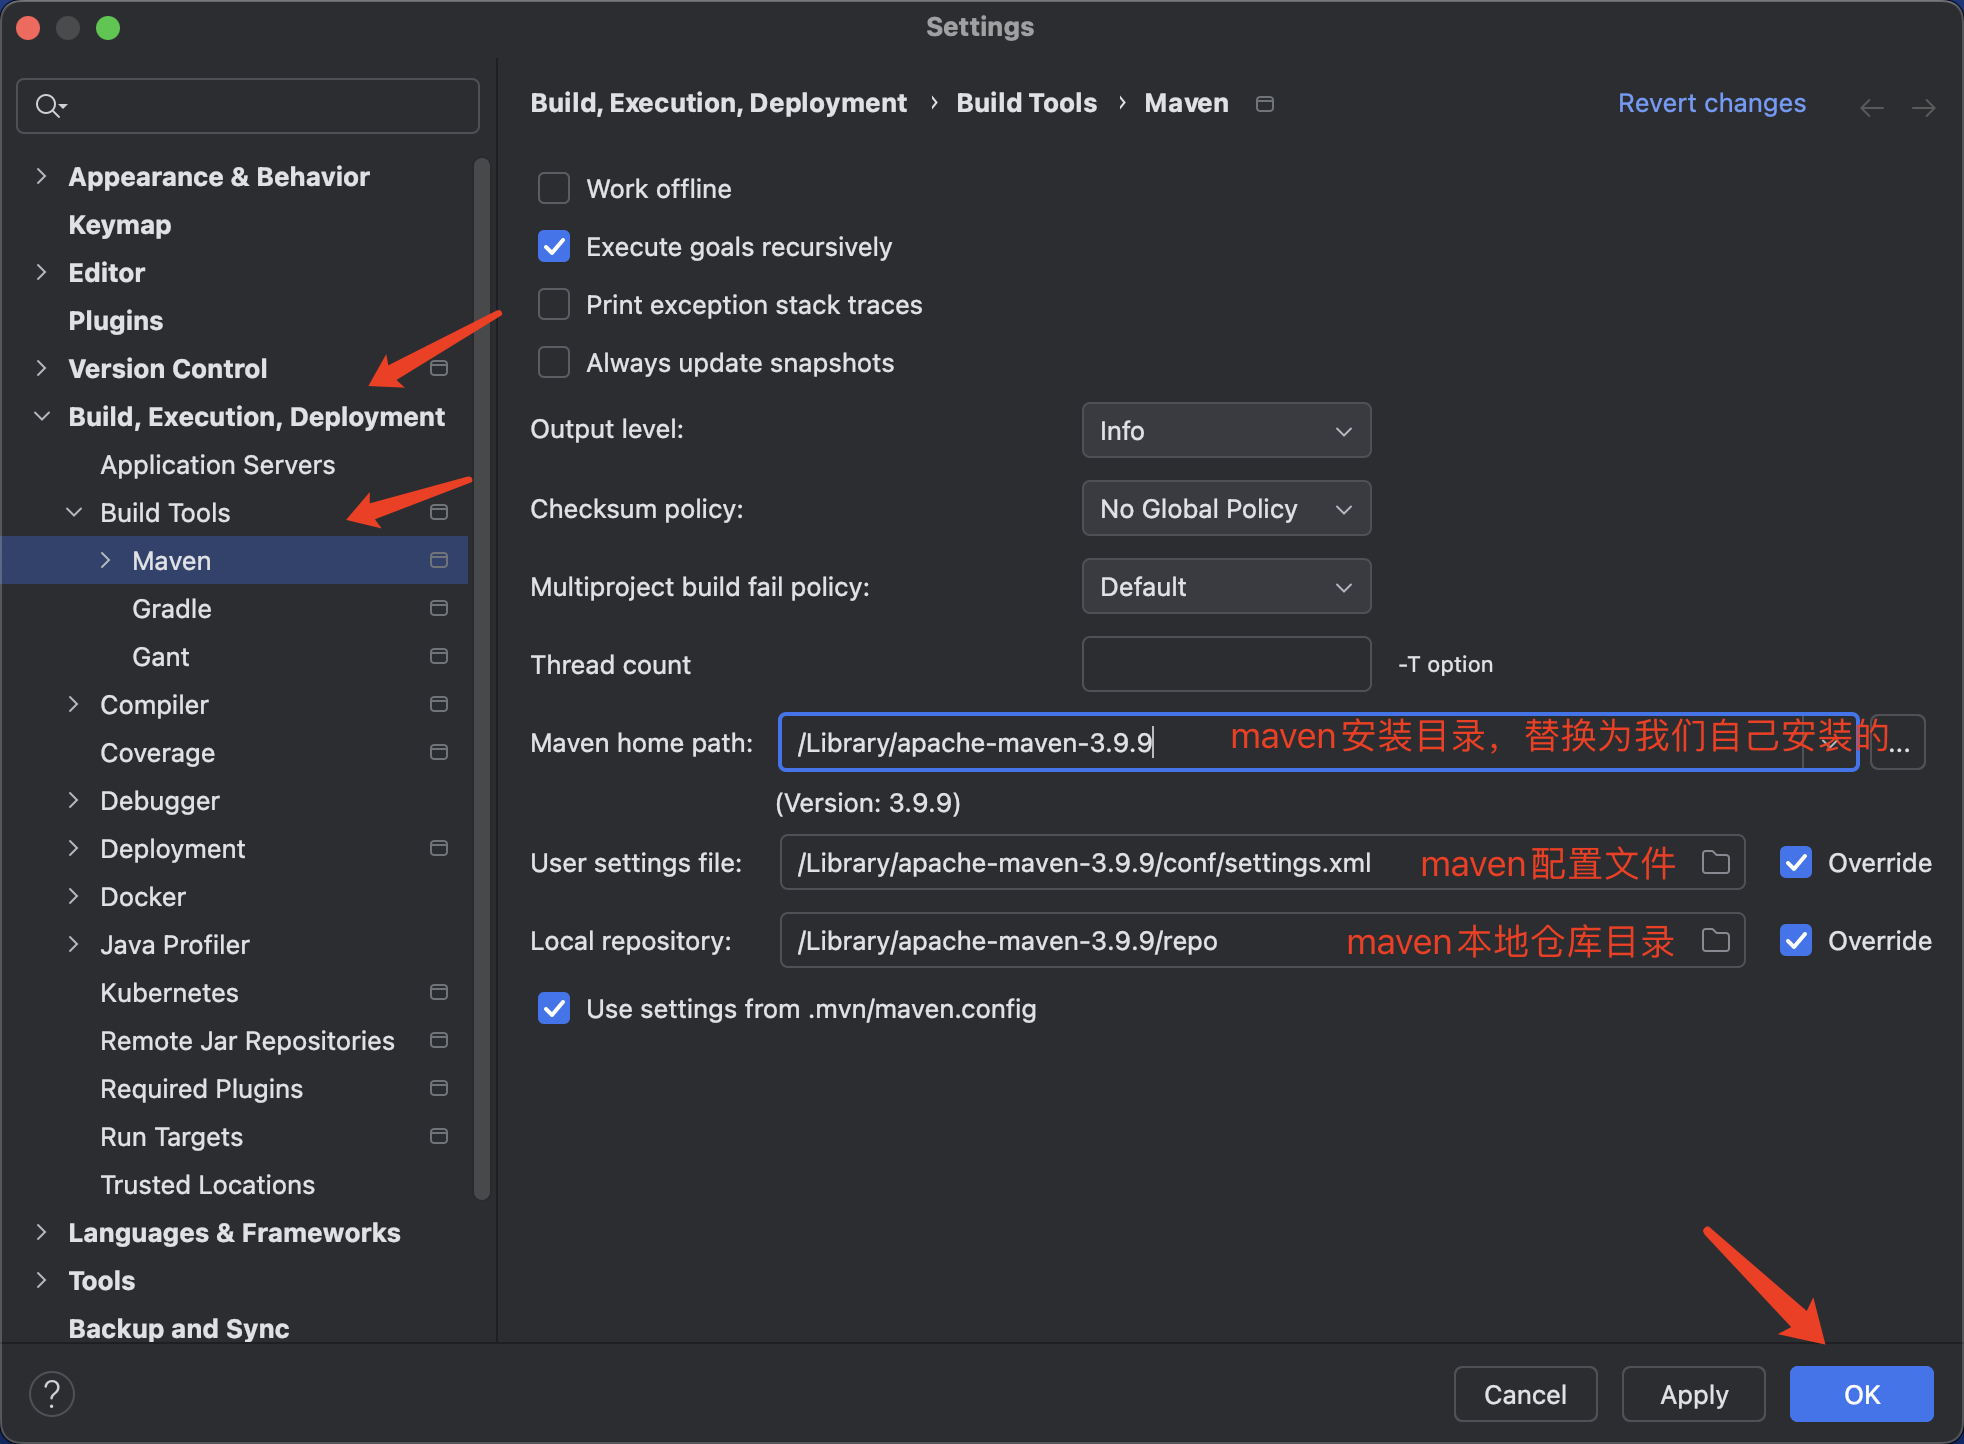 Settings
Appearance & Behavior
Keymap
Editor
Plugins
Version Control
Build, Execution, Deployment
Application Servers
Build Tools
Maven
Gradle
Gant
Compiler
Coverage
Debugger
Deployment
Docker
Java Profiler
Kubernetes
Remote Jar Repositories
Required Plugins
Run Targets
Trusted Locations
Languages & Frameworks
Tools
Backup and Sync
Build, Execution, Deployment › Build Tools › Maven
Revert changes
Work offline
Execute goals recursively
Print exception stack traces
Always update snapshots
Output level: Info
Checksum policy: No Global Policy
Multiproject build fail policy: Default
Thread count -T option
Maven home path: /Library/apache-maven-3.9.9 maven安装目录，替换为我们自己安装的 ...
(Version: 3.9.9)
User settings file: /Library/apache-maven-3.9.9/conf/settings.xml maven配置文件 Override
Local repository: /Library/apache-maven-3.9.9/repo maven本地仓库目录 Override
Use settings from .mvn/maven.config
? Cancel Apply OK